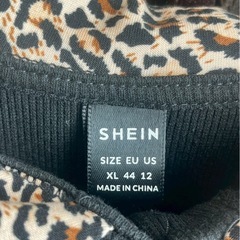 SHEIN
SIZE EU US
XL 44 12
MADE IN CHINA